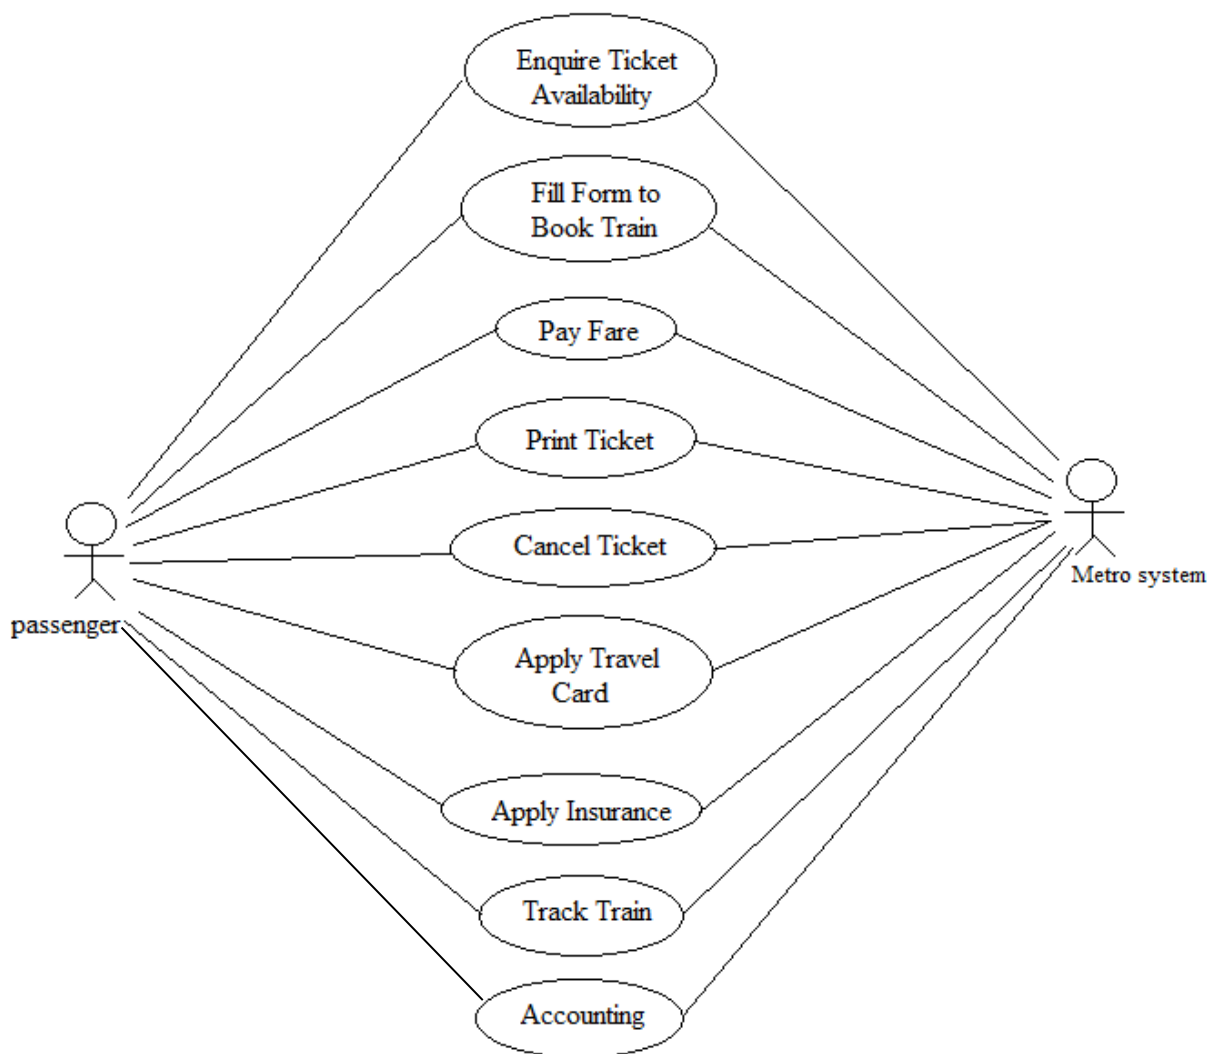 Enquire Ticket
Availability
Fill Form to
Book Train
Pay Fare
Print Ticket
Cancel Ticket
Metro system
passenger
Apply Travel
Card
Apply Insurance
Track Train
Accounting